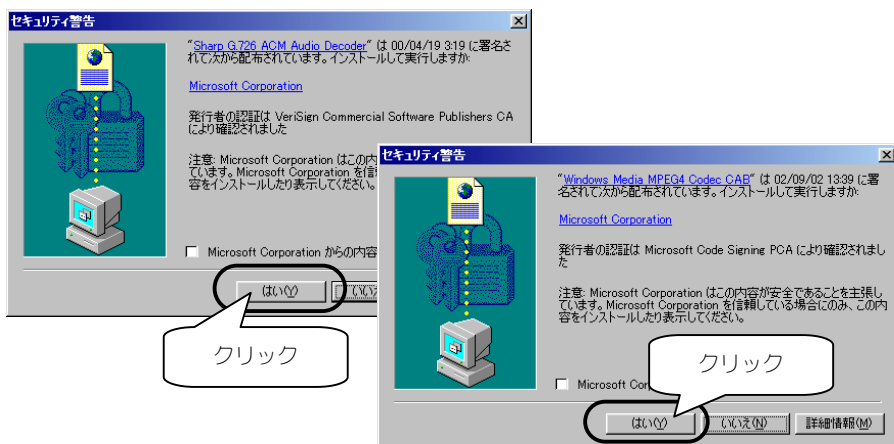 セキュリティ警告
"Sharp G.726 ACM Audio Decoder" は 00/04/19 3:19 に署名さ
れて次から配布されています。インストールして実行しますか:
Microsoft Corporation
発行者の認証は VeriSign Commercial Software Publishers CA
により確認されました
注意: Microsoft Corporation はこの内
ています。Microsoft Corporation を信
容をインストールしたり表示してください。
Microsoft Corporation からの内容
はい(Y)
いいえ
クリック
セキュリティ警告
"Windows Media MPEG4 Codec CAB" は 02/09/02 13:39 に署
名されて次から配布されています。インストールして実行しますか:
Microsoft Corporation
発行者の認証は Microsoft Code Signing PCA により確認されまし
た
注意: Microsoft Corporation はこの内容が安全であることを主張し
ています。Microsoft Corporation を信頼している場合にのみ、この内
容をインストールしたり表示してください。
Microsoft Cor
はい(Y)
いいえ(N)
詳細情報(M)
クリック